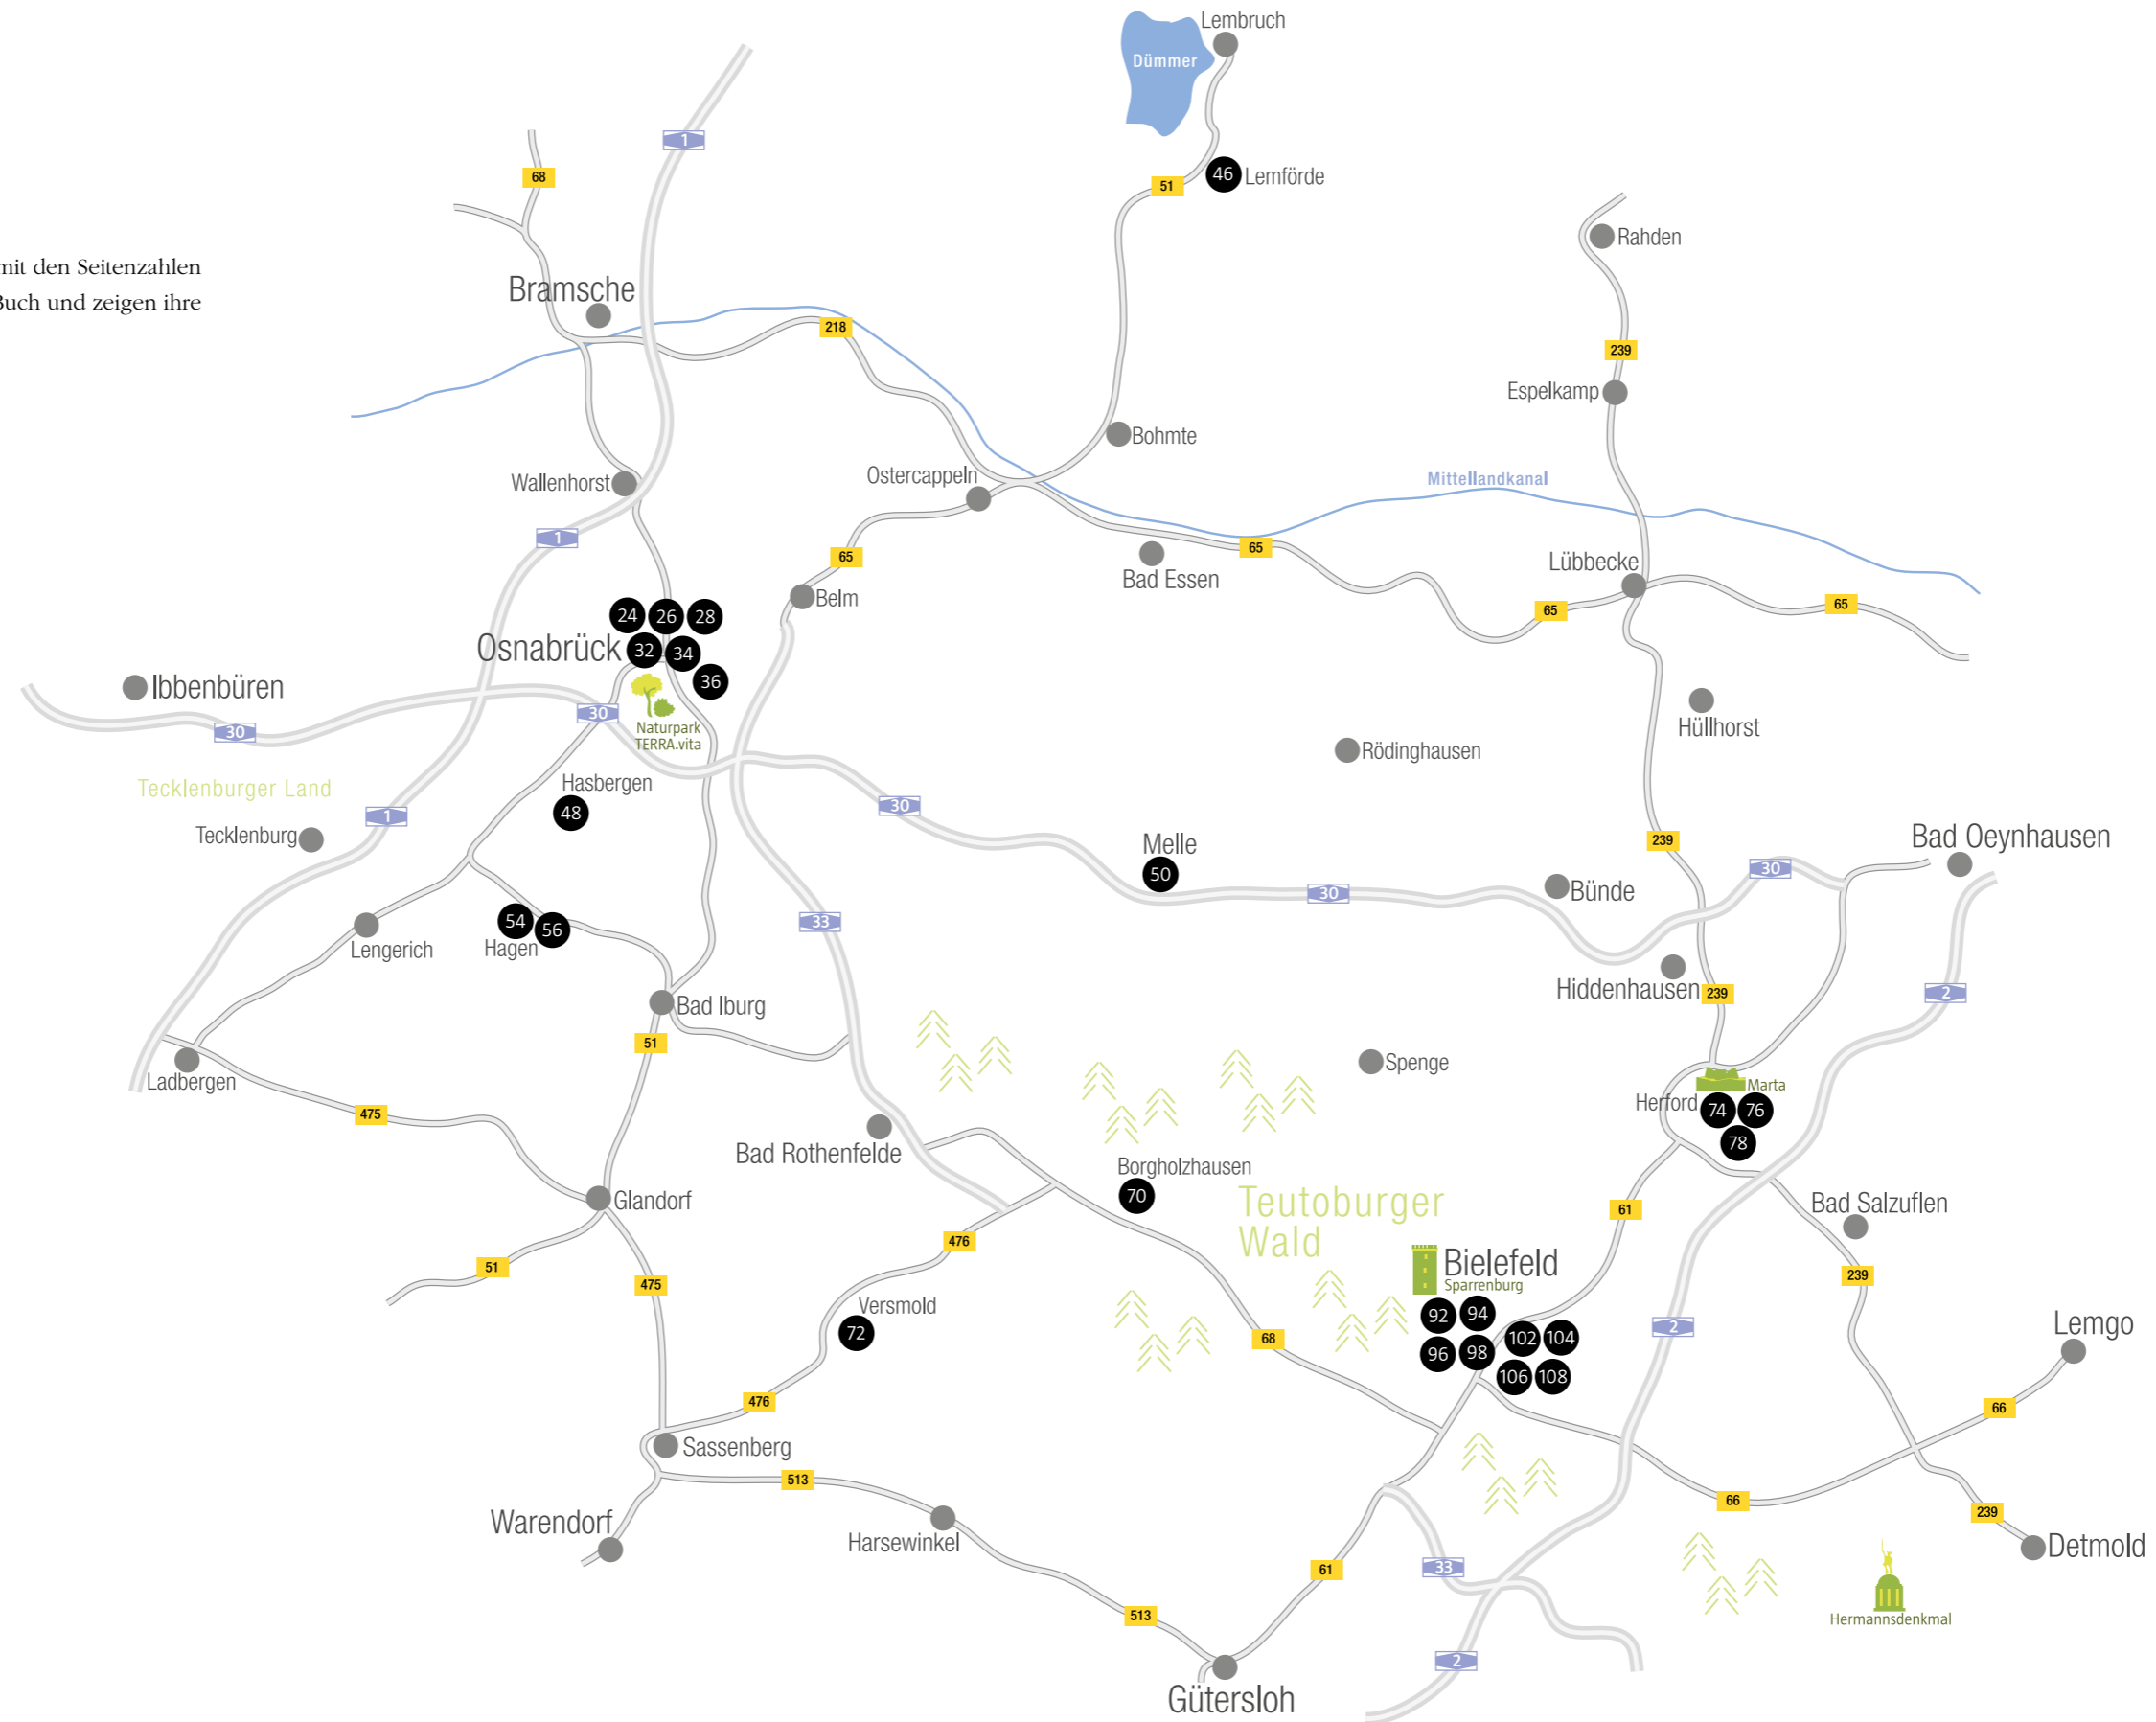 Lembruch
Dümmer
1
68
51
46 Lemförde
Rahden
mit den Seitenzahlen
Buch und zeigen ihre
Bramsche
218
239
Espelkamp
Bohmte
Ostercappeln
Mittellandkanal
Wallenhorst
1
65
65
Bad Essen
Lübbecke
65
65
Belm
24 26 28
Osnabrück 32 34
36
Ibbenbüren
30
30
Naturpark
TERRA.vita
Hüllhorst
Rödinghausen
Tecklenburger Land
Hasbergen
48
1
30
Tecklenburg
Melle
50
239
Bad Oeynhausen
30
30
Bünde
33
54 56
Hagen
Lengerich
Hiddenhausen 239
2
Bad Iburg
51
Ladbergen
Spenge
Marta
Herford 74 76
78
475
Bad Rothenfelde
Borgholzhausen
70
Glandorf
Teutoburger
Wald
61
Bad Salzuflen
476
51
475
Bielefeld
Sparrenburg
239
Versmold
72
92 94
102 104
96 98
106 108
68
2
Lemgo
476
66
Sassenberg
513
66
Warendorf
Harsewinkel
239
Detmold
61
33
513
Hermannsdenkmal
2
Gütersloh